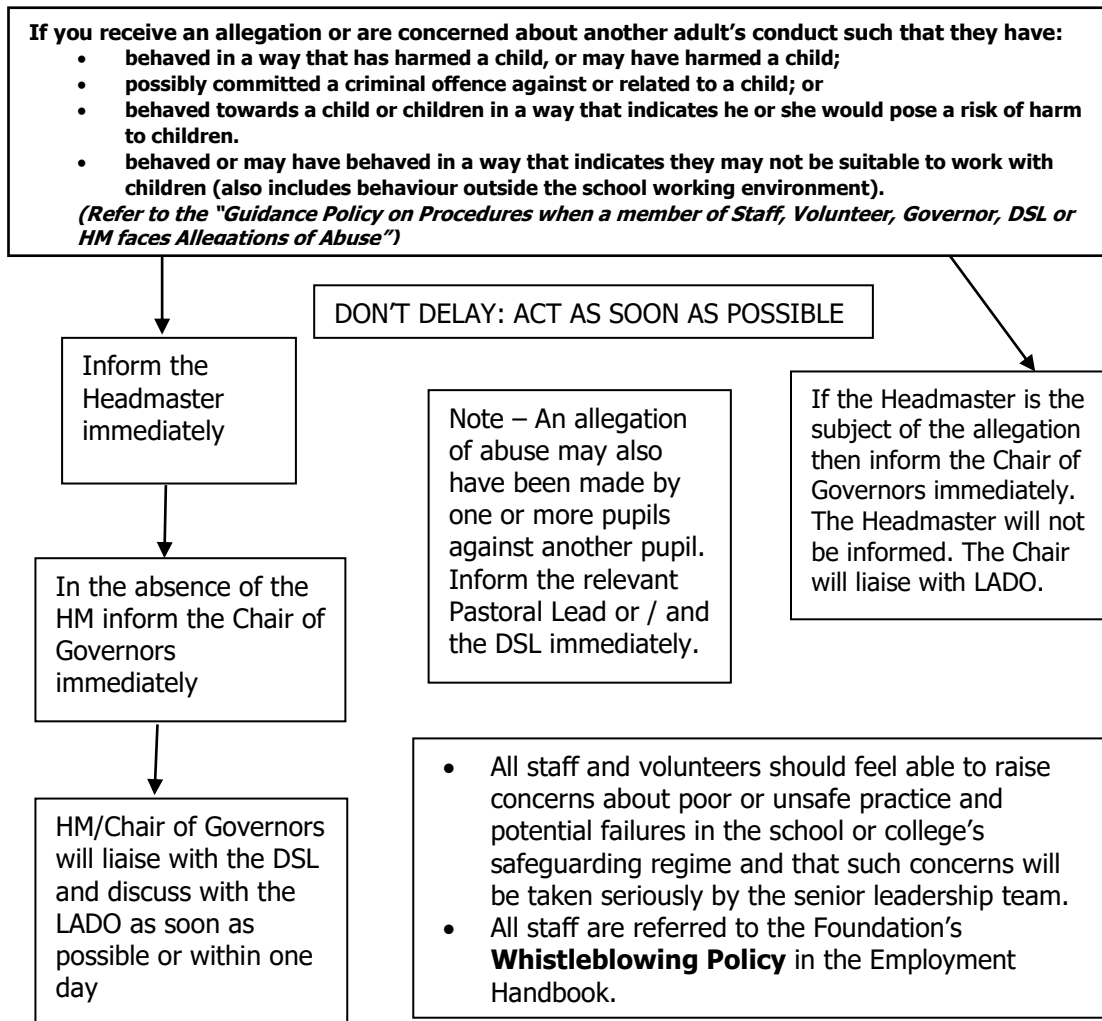 If you receive an allegation or are concerned about another adult's conduct such that they have:
• behaved in a way that has harmed a child, or may have harmed a child;
• possibly committed a criminal offence against or related to a child; or
• behaved towards a child or children in a way that indicates he or she would pose a risk of harm
to children.
• behaved or may have behaved in a way that indicates they may not be suitable to work with
children (also includes behaviour outside the school working environment).
(Refer to the "Guidance Policy on Procedures when a member of Staff, Volunteer, Governor, DSL or
HM faces Allegations of Abuse")
DON'T DELAY: ACT AS SOON AS POSSIBLE
Inform the
Headmaster
immediately
In the absence of the
HM inform the Chair of
Governors
immediately
HM/Chair of Governors
will liaise with the DSL
and discuss with the
LADO as soon as
possible or within one
day
Note – An allegation
of abuse may also
have been made by
one or more pupils
against another pupil.
Inform the relevant
Pastoral Lead or / and
the DSL immediately.
If the Headmaster is the
subject of the allegation
then inform the Chair of
Governors immediately.
The Headmaster will not
be informed. The Chair
will liaise with LADO.
• All staff and volunteers should feel able to raise
concerns about poor or unsafe practice and
potential failures in the school or college's
safeguarding regime and that such concerns will
be taken seriously by the senior leadership team.
• All staff are referred to the Foundation's
Whistleblowing Policy in the Employment
Handbook.